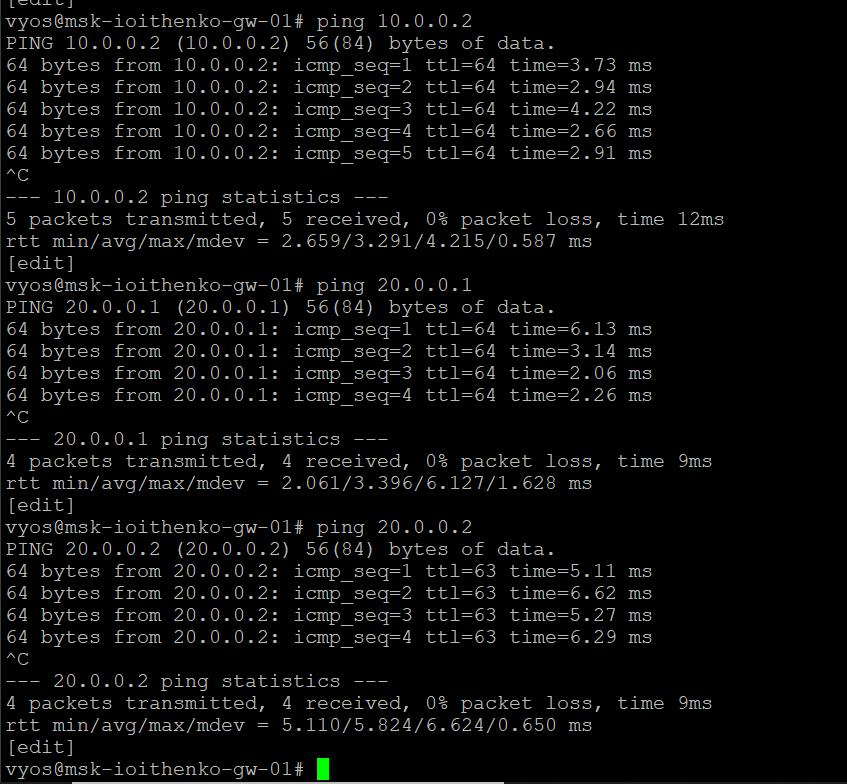 [edit]
vyos@msk-ioithenko-gw-01# ping 10.0.0.2
PING 10.0.0.2 (10.0.0.2) 56(84) bytes of data.
64 bytes from 10.0.0.2: icmp_seq=1 ttl=64 time=3.73 ms
64 bytes from 10.0.0.2: icmp_seq=2 ttl=64 time=2.94 ms
64 bytes from 10.0.0.2: icmp_seq=3 ttl=64 time=4.22 ms
64 bytes from 10.0.0.2: icmp_seq=4 ttl=64 time=2.66 ms
64 bytes from 10.0.0.2: icmp_seq=5 ttl=64 time=2.91 ms
^C
--- 10.0.0.2 ping statistics ---
5 packets transmitted, 5 received, 0% packet loss, time 12ms
rtt min/avg/max/mdev = 2.659/3.291/4.215/0.587 ms
[edit]
vyos@msk-ioithenko-gw-01# ping 20.0.0.1
PING 20.0.0.1 (20.0.0.1) 56(84) bytes of data.
64 bytes from 20.0.0.1: icmp_seq=1 ttl=64 time=6.13 ms
64 bytes from 20.0.0.1: icmp_seq=2 ttl=64 time=3.14 ms
64 bytes from 20.0.0.1: icmp_seq=3 ttl=64 time=2.06 ms
64 bytes from 20.0.0.1: icmp_seq=4 ttl=64 time=2.26 ms
^C
--- 20.0.0.1 ping statistics ---
4 packets transmitted, 4 received, 0% packet loss, time 9ms
rtt min/avg/max/mdev = 2.061/3.396/6.127/1.628 ms
[edit]
vyos@msk-ioithenko-gw-01# ping 20.0.0.2
PING 20.0.0.2 (20.0.0.2) 56(84) bytes of data.
64 bytes from 20.0.0.2: icmp_seq=1 ttl=63 time=5.11 ms
64 bytes from 20.0.0.2: icmp_seq=2 ttl=63 time=6.62 ms
64 bytes from 20.0.0.2: icmp_seq=3 ttl=63 time=5.27 ms
64 bytes from 20.0.0.2: icmp_seq=4 ttl=63 time=6.29 ms
^C
--- 20.0.0.2 ping statistics ---
4 packets transmitted, 4 received, 0% packet loss, time 9ms
rtt min/avg/max/mdev = 5.110/5.824/6.624/0.650 ms
[edit]
vyos@msk-ioithenko-gw-01#